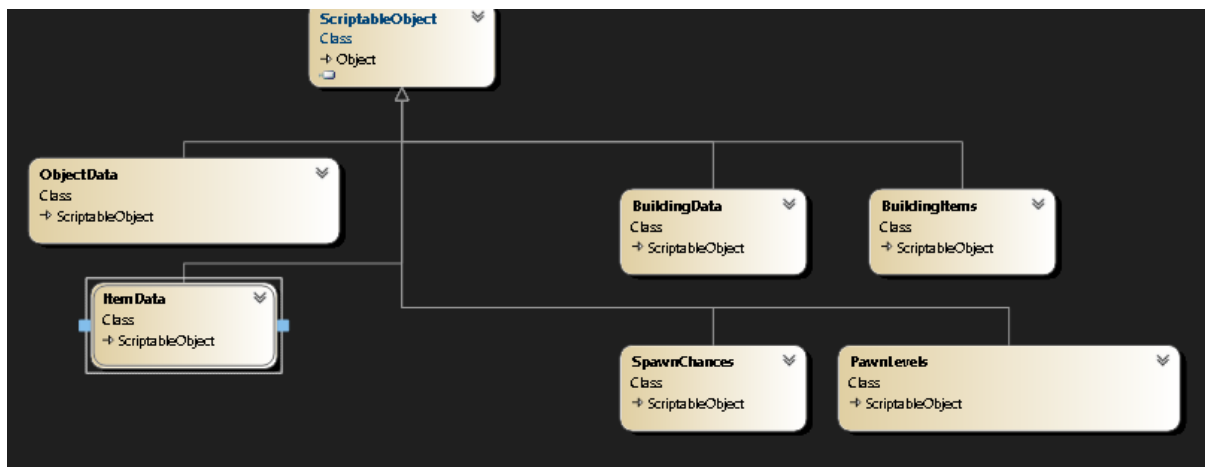 ScriptableObject
Class
Object
ObjectData
Class
ScriptableObject
BuildingData
Class
ScriptableObject
BuildingItems
Class
ScriptableObject
ItemData
Class
ScriptableObject
SpawnChances
Class
ScriptableObject
PawnLevels
Class
ScriptableObject